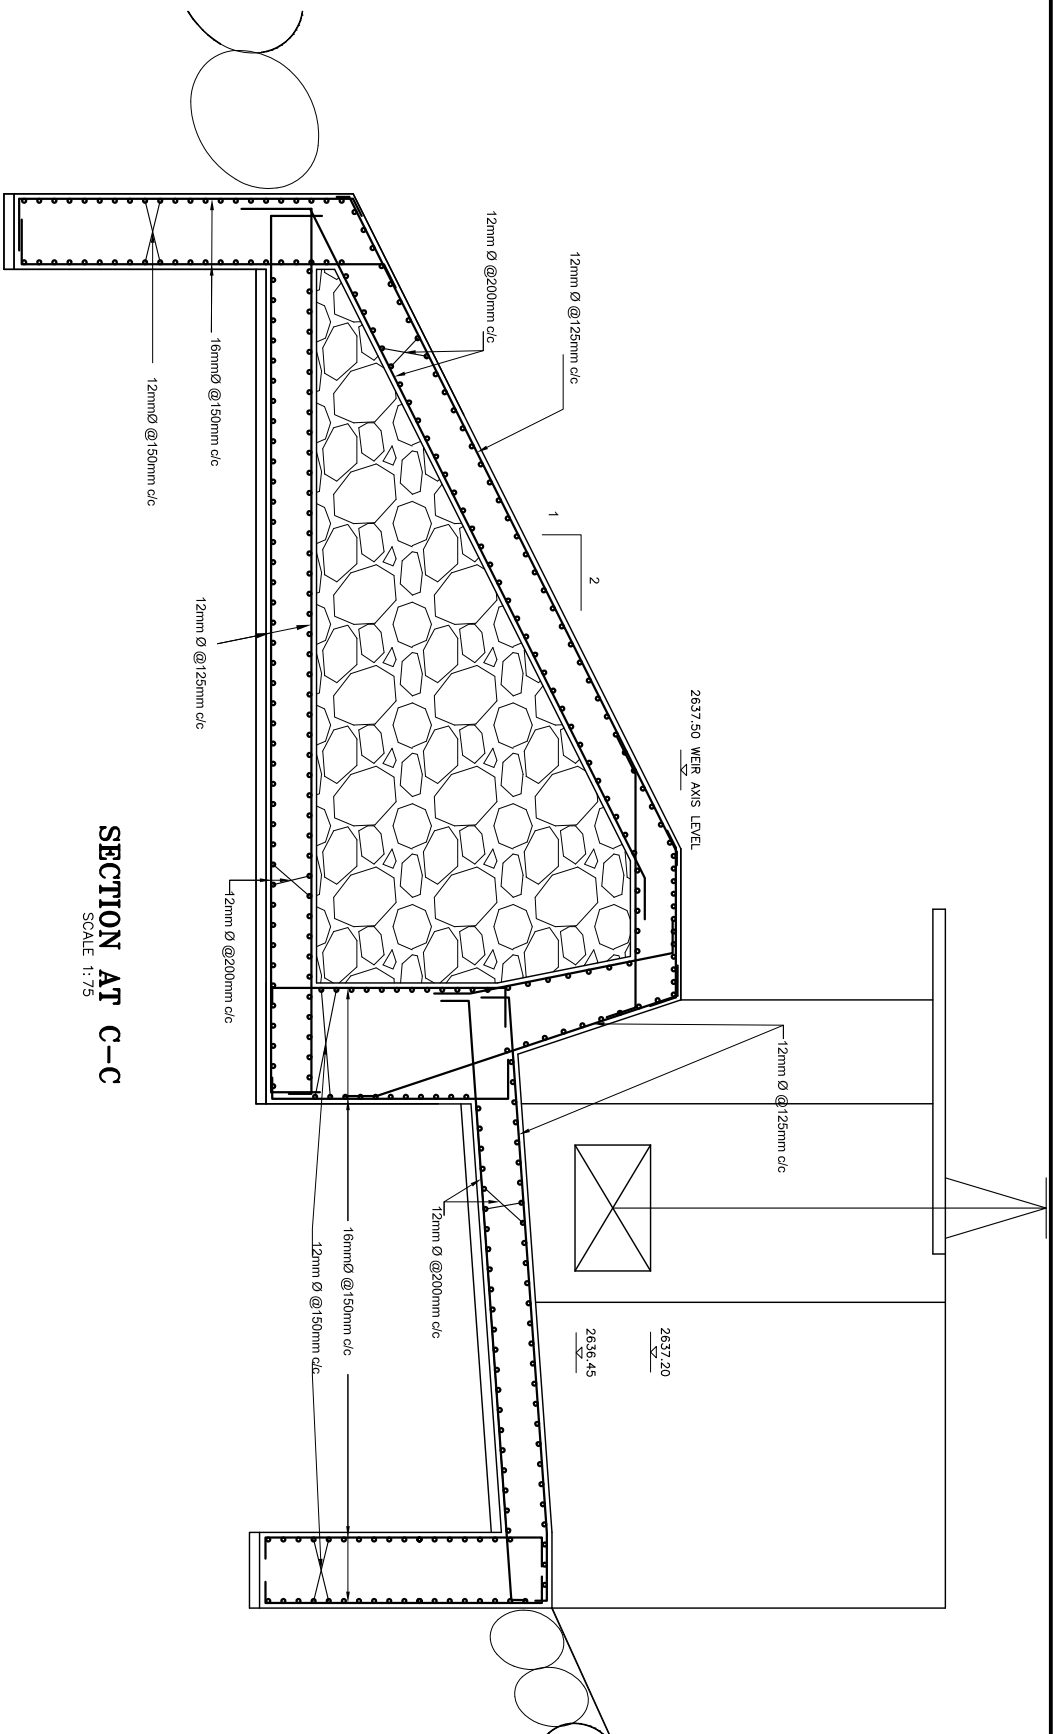 2637.50 WEIR AXIS LEVEL
12mm Ø @125mm c/c
12mm Ø @200mm c/c
1
2
2637.20
2636.45
12mm Ø @125mm c/c
12mm Ø @200mm c/c
16mmØ @150mm c/c
12mm Ø @150mm c/c
16mmØ @150mm c/c
12mmØ @150mm c/c
12mm Ø @125mm c/c
12mm Ø @200mm c/c
SECTION AT C-C
SCALE 1:75